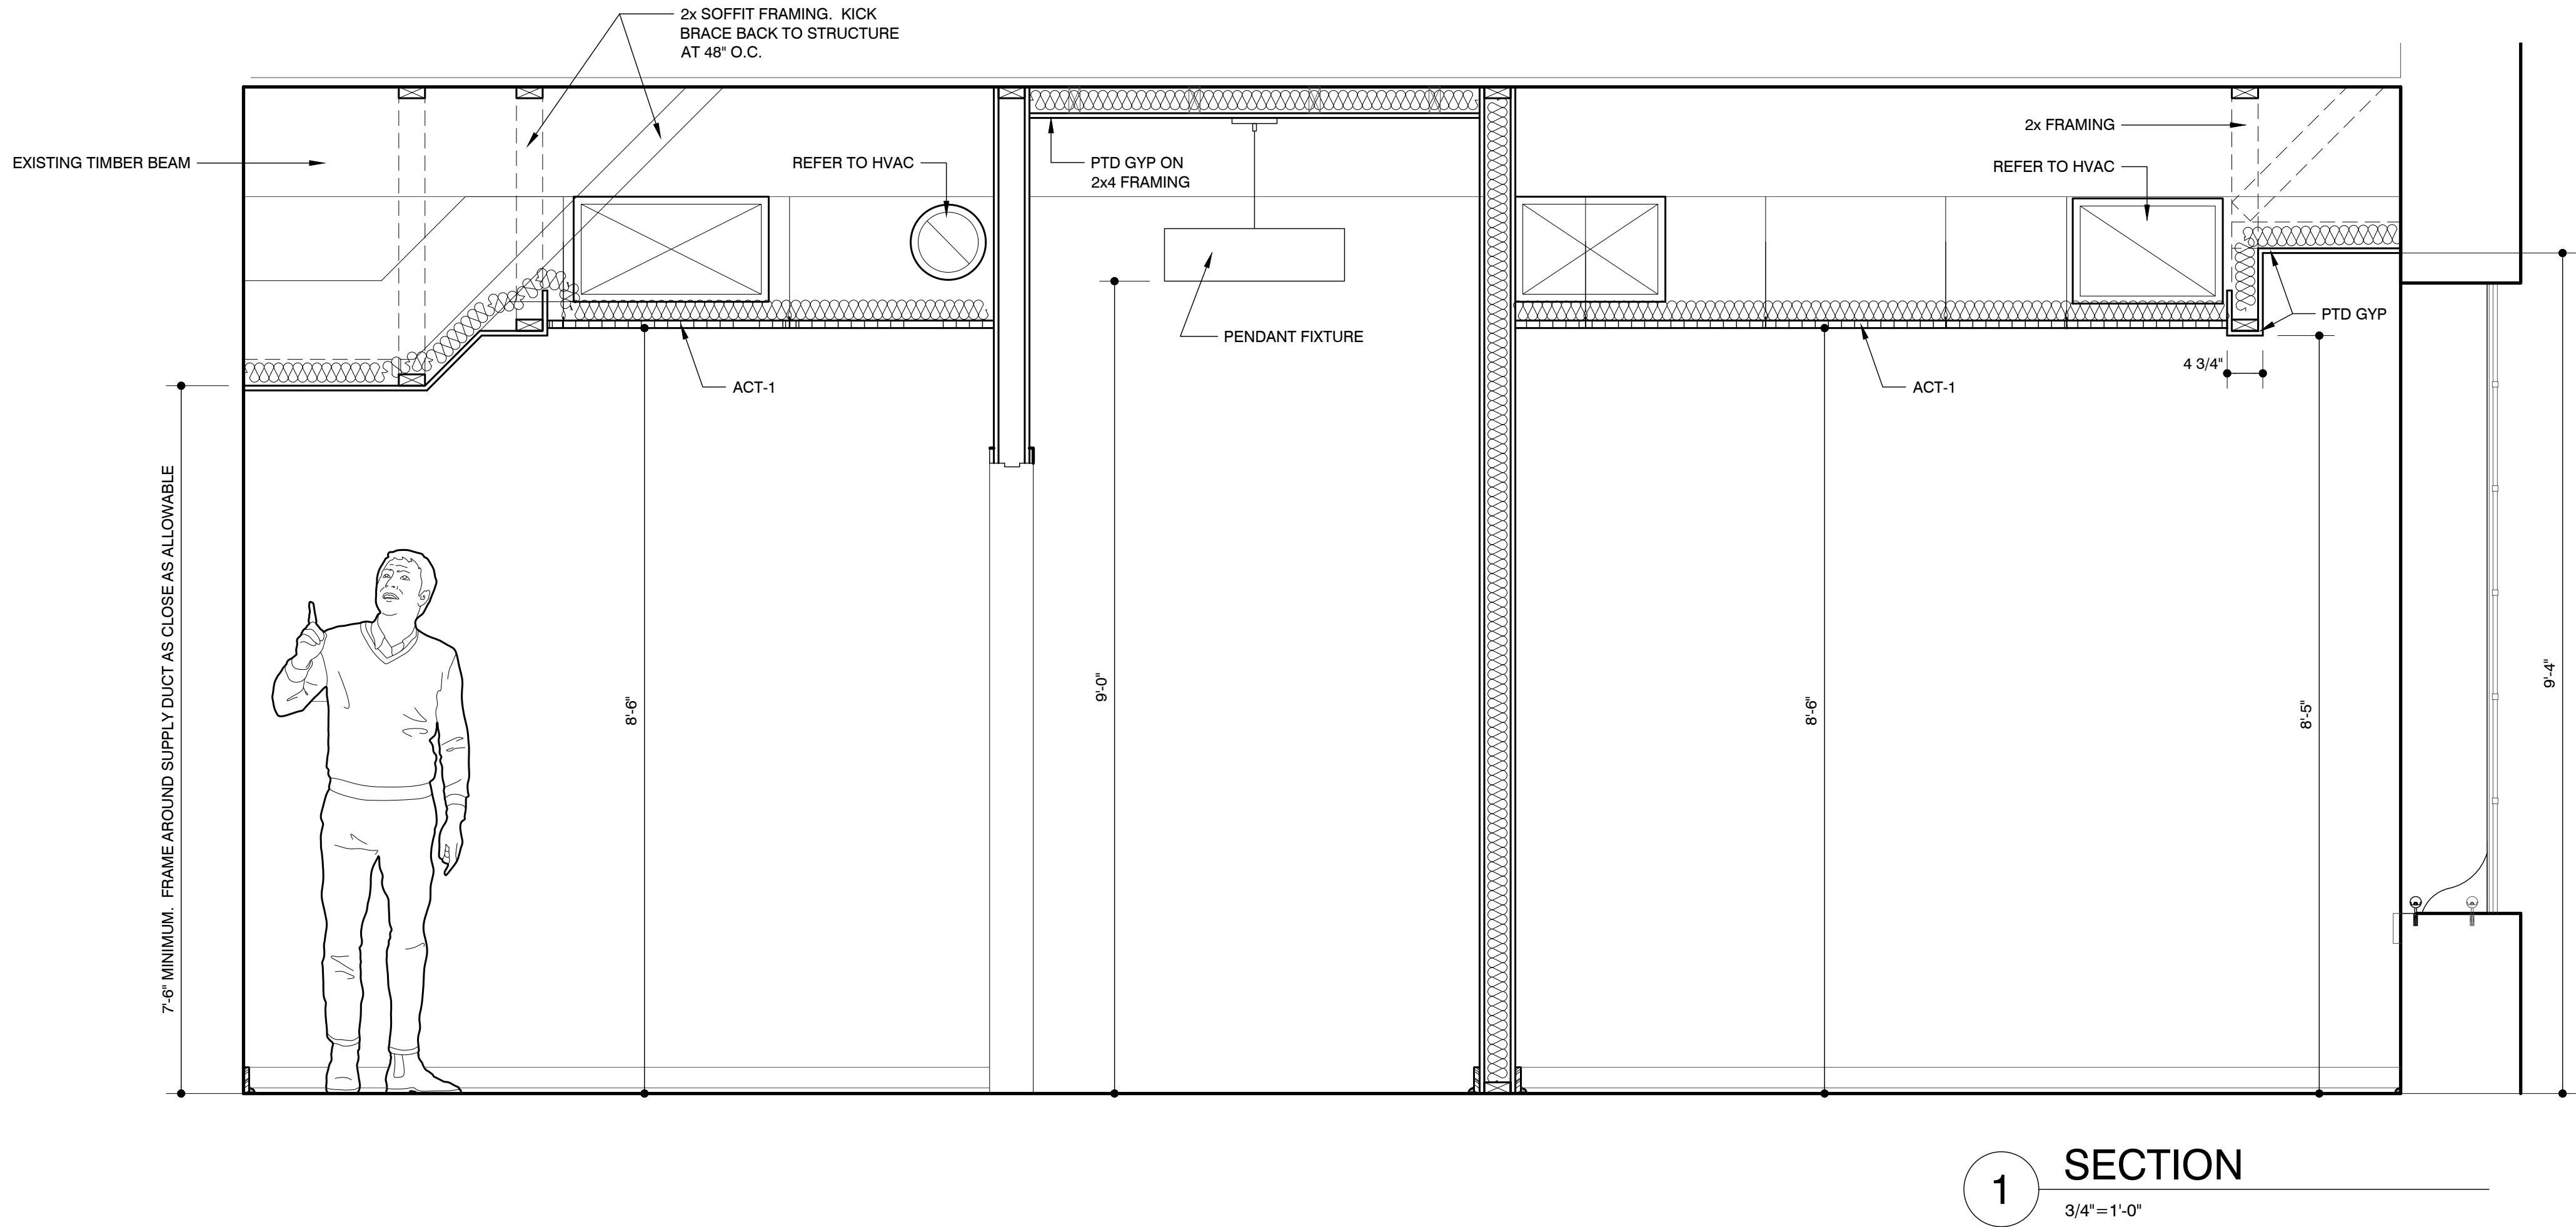 2x SOFFIT FRAMING.  KICK
BRACE BACK TO STRUCTURE
AT 48" O.C.
2x FRAMING
EXISTING TIMBER BEAM
REFER TO HVAC
PTD GYP ON
2x4 FRAMING
REFER TO HVAC
PENDANT FIXTURE
PTD GYP
4 3/4"
ACT-1
ACT-1
7'-6" MINIMUM.  FRAME AROUND SUPPLY DUCT AS CLOSE AS ALLOWABLE
8'-6"
9'-0"
8'-6"
8'-5"
9'-4"
1
SECTION
3/4"=1'-0"